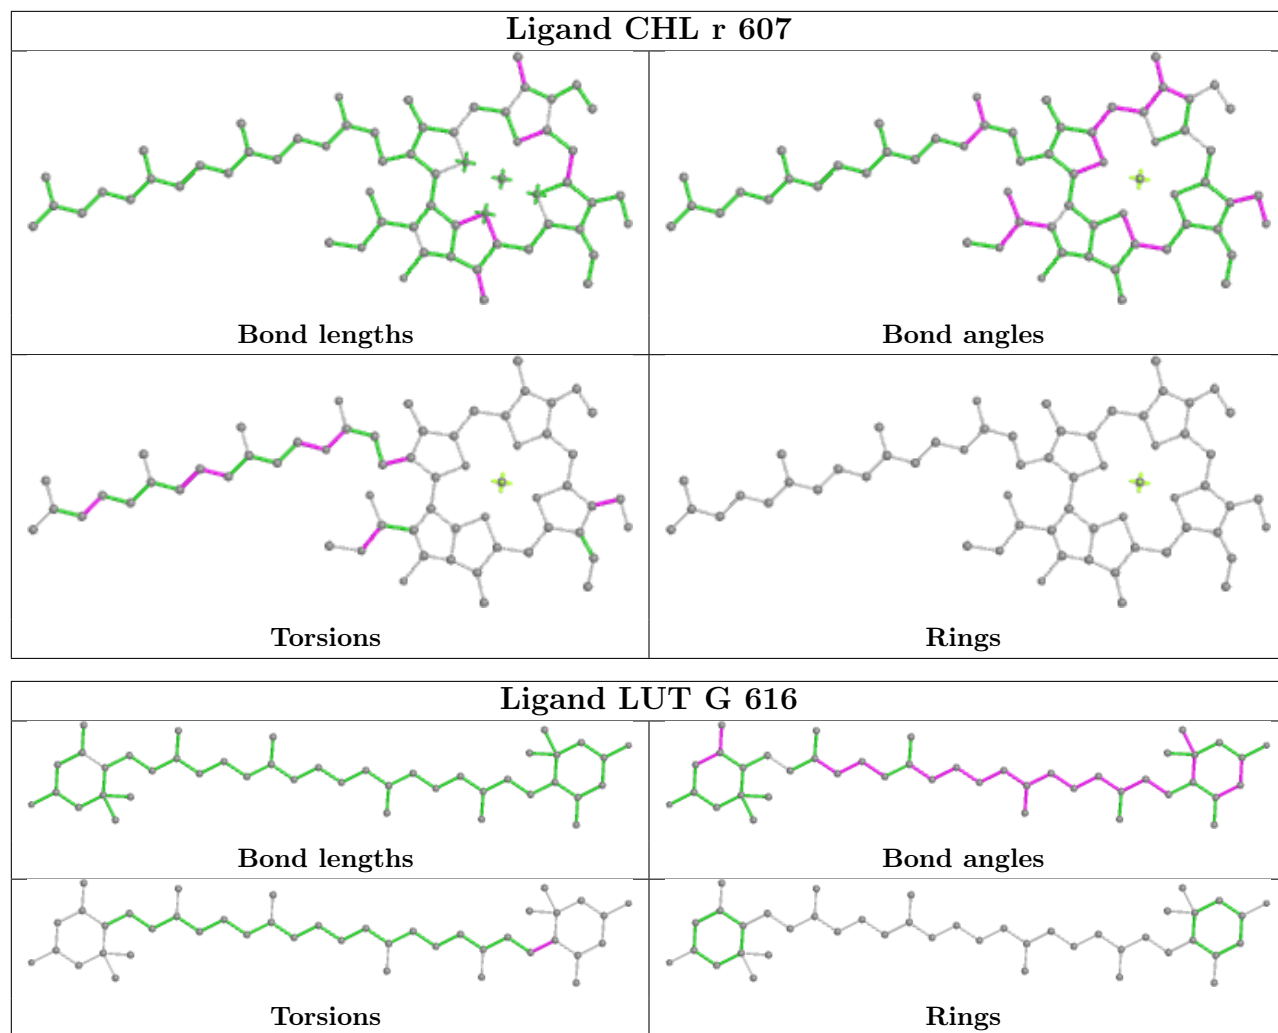 Ligand CHL r 607
Bond lengths
Bond angles
Torsions
Rings
Ligand LUT G 616
Bond lengths
Bond angles
Torsions
Rings